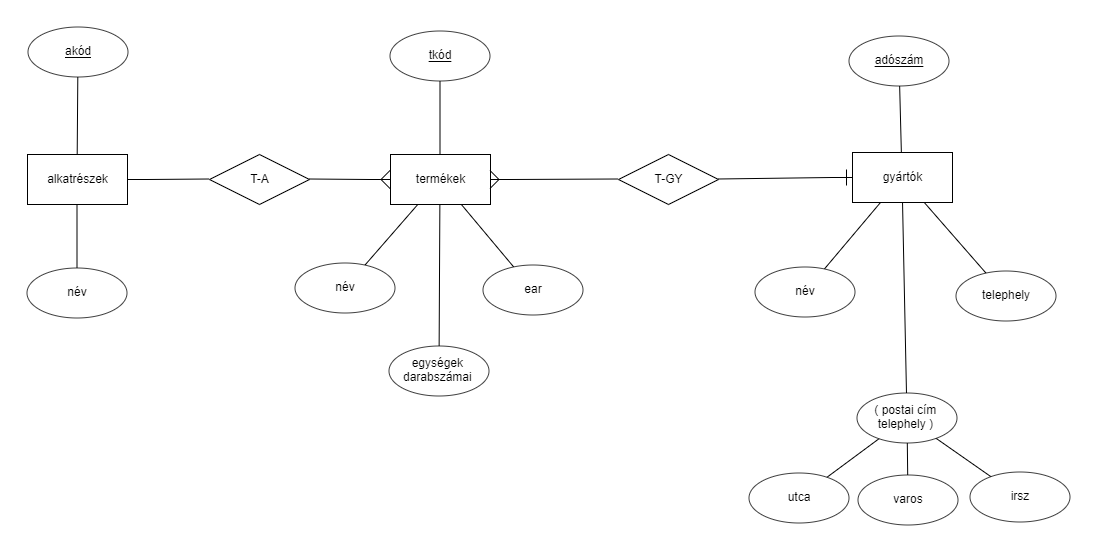 akód
tkód
adószám
alkatrészek
T-A
termékek
T-GY
gyártók
név
név
ear
név
telephely
egységek
darabszámai
( postai cím
telephely )
utca
varos
irsz